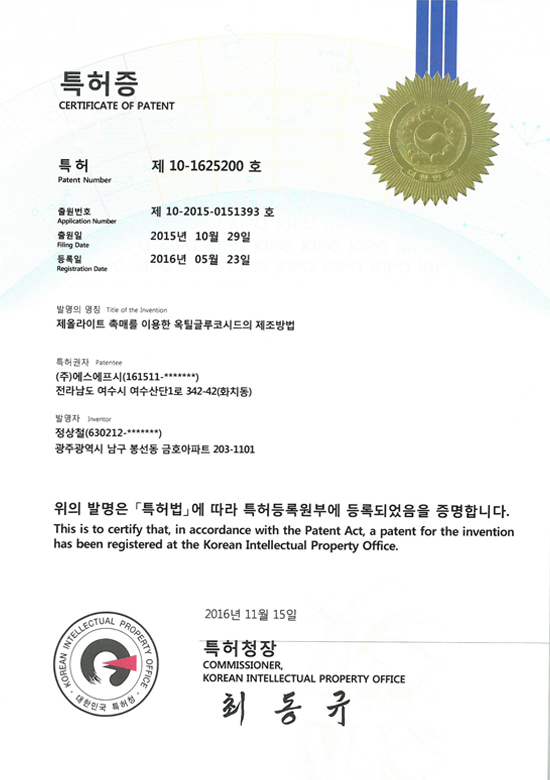 특허증
CERTIFICATE OF PATENT
대한민국
특허 제 10-1625200 호
Patent Number
출원번호 제 10-2015-0151393 호
Application Number
출원일 2015년 10월 29일
Filing Date
등록일 2016년 05월 23일
Registration Date
발명의 명칭 Title of the Invention
제올라이트 촉매를 이용한 옥틸글루코시드의 제조방법
특허권자 Patentee
(주)에스에프시(161511-*******)
전라남도 여수시 여수산단1로 342-42(화치동)
발명자 Inventor
정상철(630212-*******)
광주광역시 남구 봉선동 금호아파트 203-1101
위의 발명은 「특허법」에 따라 특허등록원부에 등록되었음을 증명합니다.
This is to certify that, in accordance with the Patent Act, a patent for the invention
has been registered at the Korean Intellectual Property Office.
2016년 11월 15일
특허청장
COMMISSIONER,
KOREAN INTELLECTUAL PROPERTY OFFICE
최동규
KOREAN INTELLECTUAL PROPERTY OFFICE
· 대한민국 특허청 ·